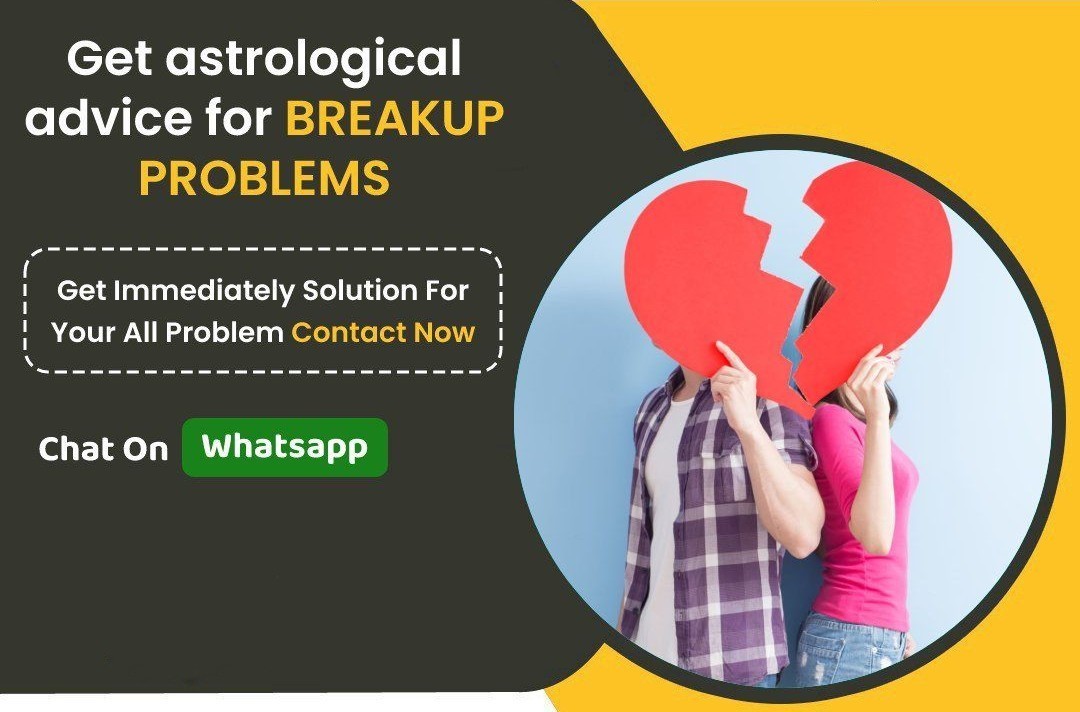 Get astrological
advice for BREAKUP
PROBLEMS
Get Immediately Solution For
Your All Problem Contact Now
Chat On Whatsapp